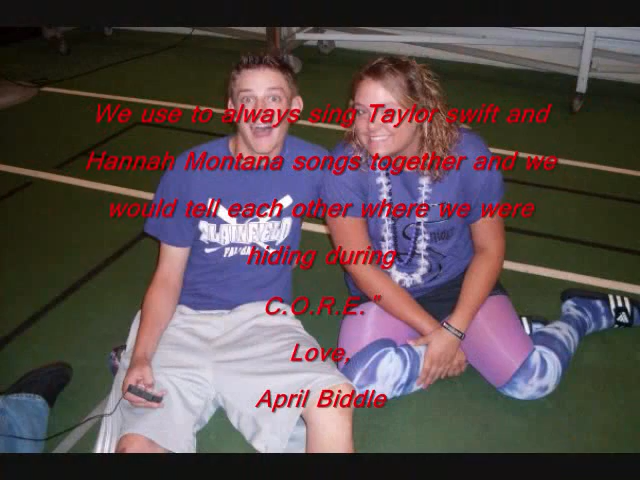 We use to always sing Taylor swift and
Hannah Montana songs together and we
would tell each other where we were
hiding during
C.O.R.E."
Love,
April Biddle
PLAINFIELD